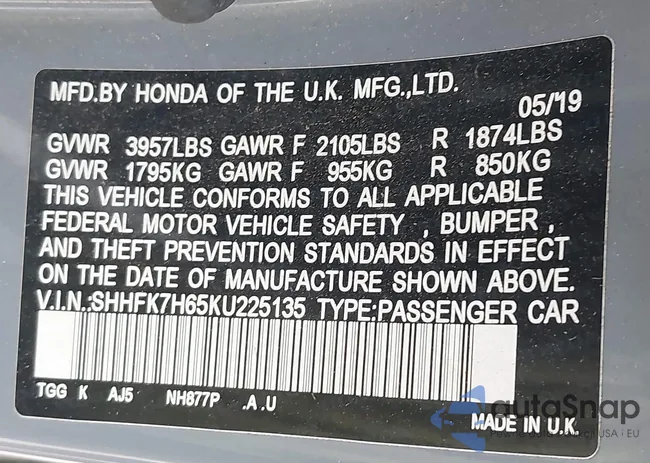 MFD.BY HONDA OF THE U.K. MFG.,LTD.
05/'19
GVWR 3957LBS GAWR F 2105LBS R 1874LBS
GVWR 1795KG GAWR F 955KG R 850KG
THIS VEHICLE CONFORMS TO ALL APPLICABLE
FEDERAL MOTOR VEHICLE SAFETY , BUMPER ,
AND THEFT PREVENTION STANDARDS IN EFFECT
ON THE DATE OF MANUFACTURE SHOWN ABOVE.
V.I.N.:SHHFK7H65KU225135 TYPE:PASSENGER CAR
TGG K AJ5 NH877P .A .U
MADE IN U.K.
autoSnap
USA · EU